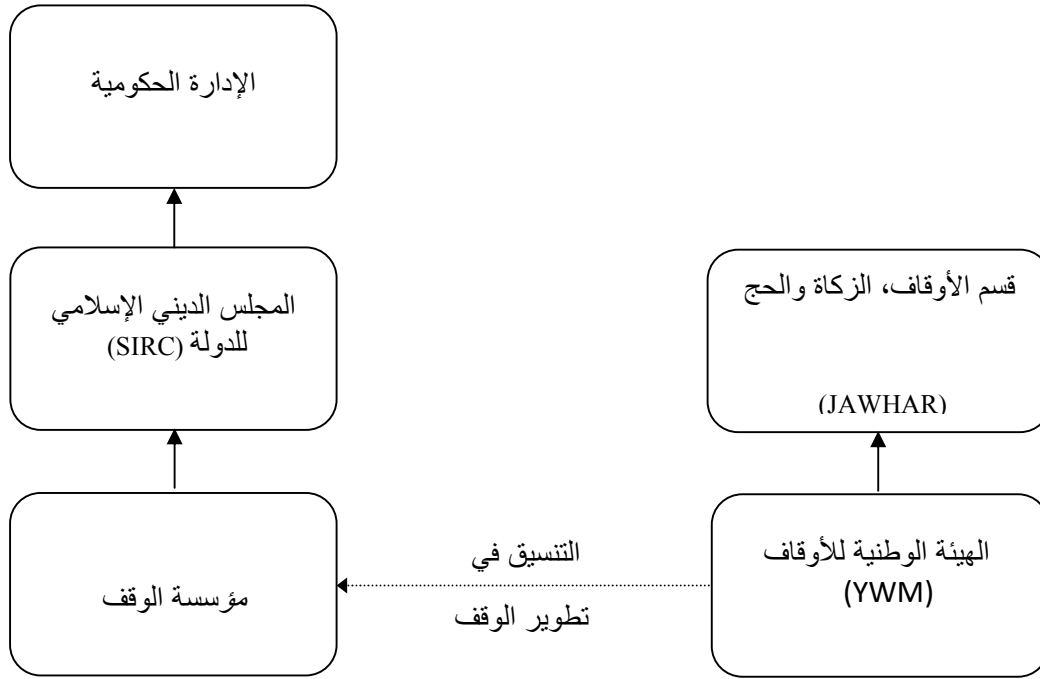 الإدارة الحكومية
المجلس الديني الإسلامي
للدولة (SIRC)
قسم الأوقاف، الزكاة والحج
(JAWHAR)
مؤسسة الوقف
التنسيق في
تطوير الوقف
الهيئة الوطنية للأوقاف
(YWM)